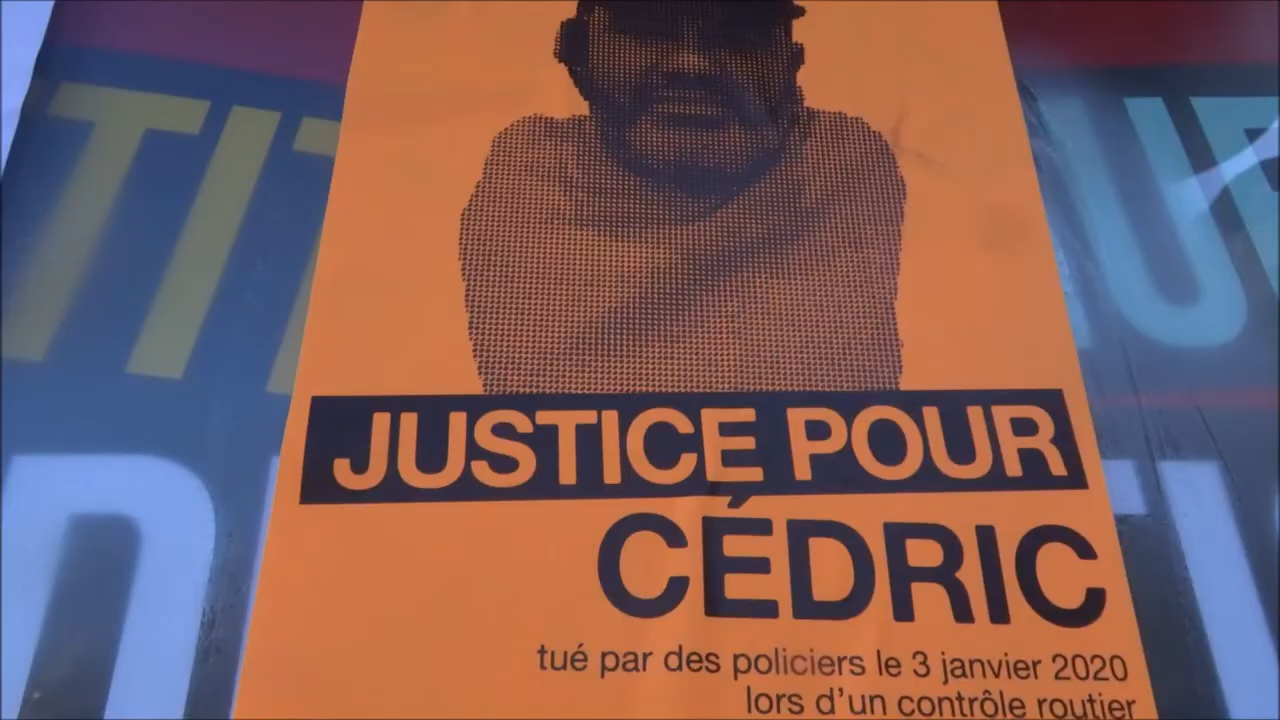 JUSTICE POUR
CÉDRIC
tué par des policiers le 3 janvier 2020
lors d'un contrôle routier